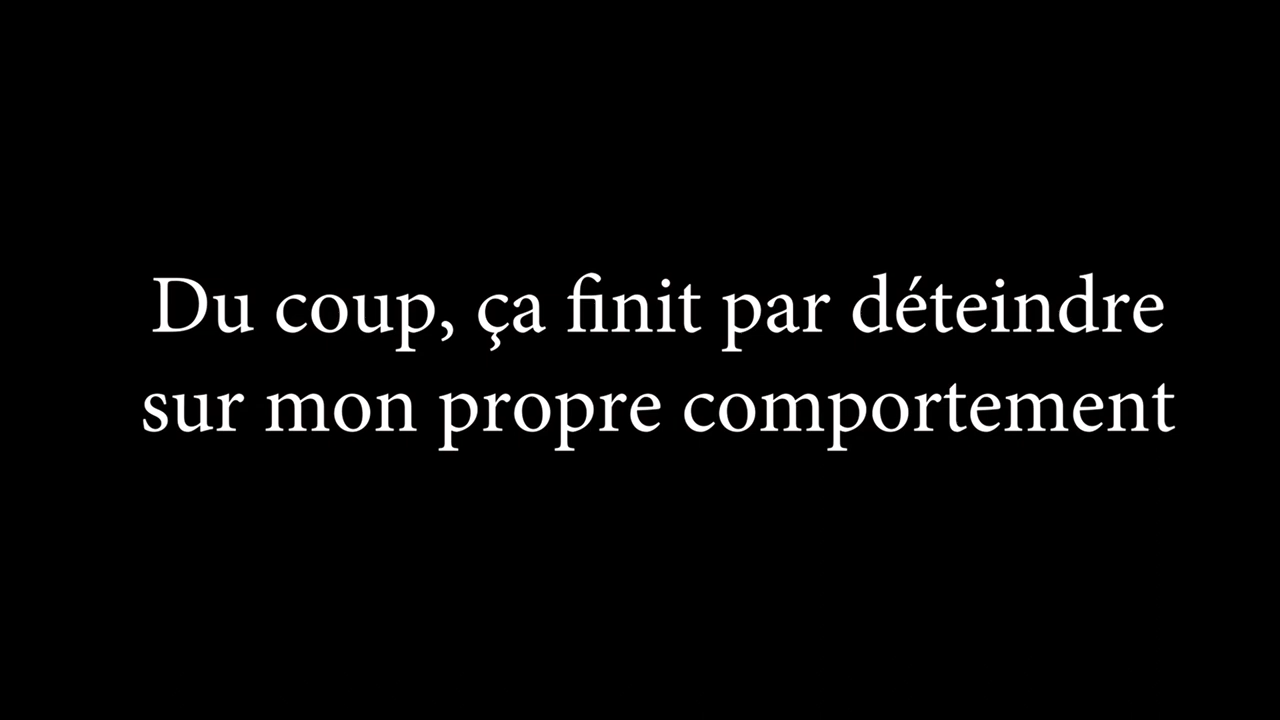 Du coup, ça finit par déteindre
sur mon propre comportement